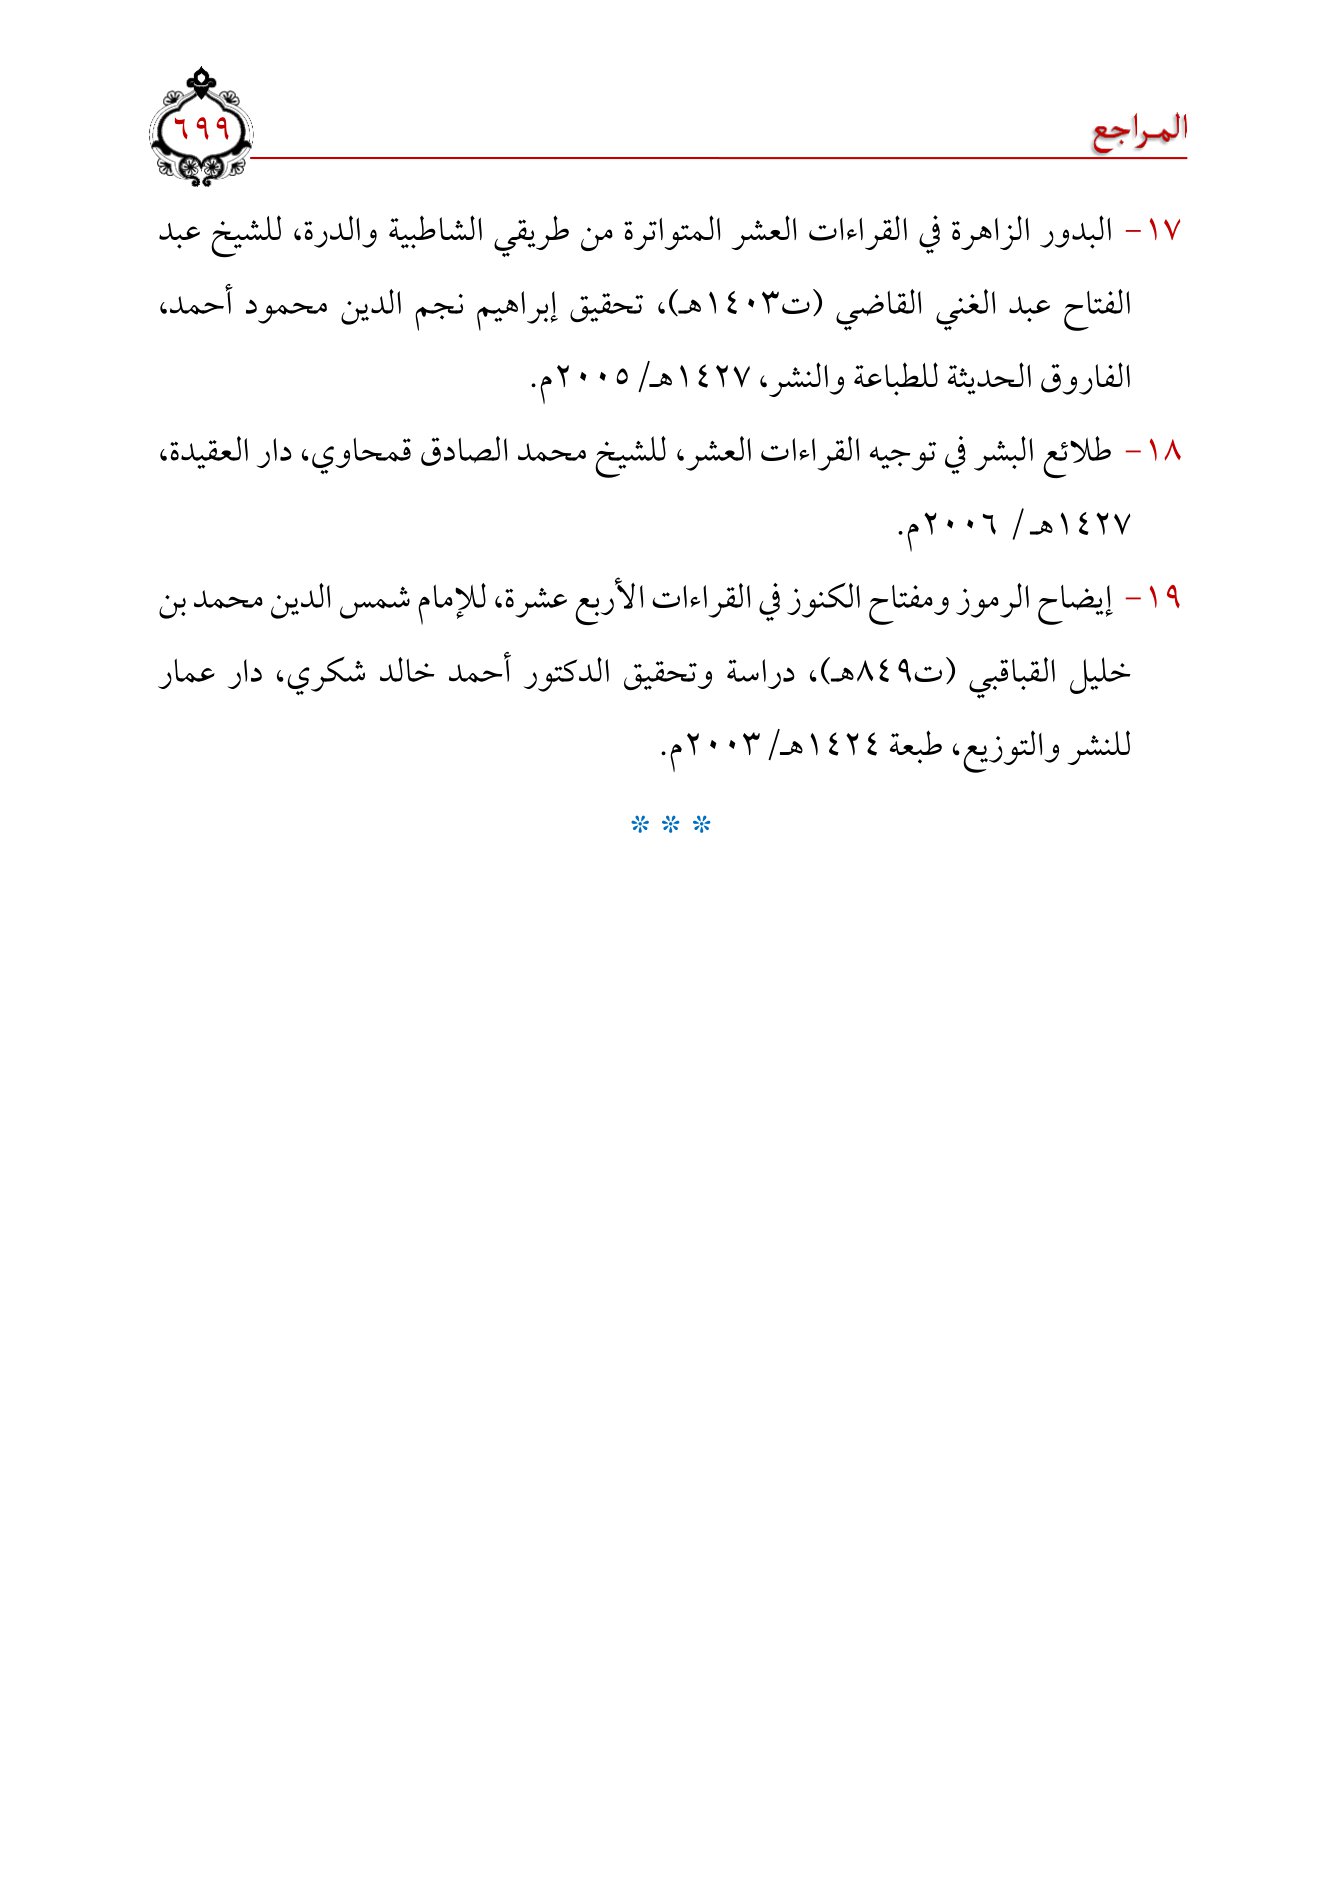 المراجع
٦٩٩
١٧- البدور الزاهرة في القراءات العشر المتواترة من طريقي الشاطبية والدرة، للشيخ عبد
الفتاح عبد الغني القاضي (ت١٤٠٣هـ)، تحقيق إبراهيم نجم الدين محمود أحمد،
الفاروق الحديثة للطباعة والنشر، ١٤٢٧هـ/ ٢٠٠٥م.
١٨- طلائع البشر في توجيه القراءات العشر، للشيخ محمد الصادق قمحاوي، دار العقيدة،
١٤٢٧هـ / ٢٠٠٦م.
١٩- إيضاح الرموز ومفتاح الكنوز في القراءات الأربع عشرة، للإمام شمس الدين محمد بن
خليل القباقبي (ت٨٤٩هـ)، دراسة وتحقيق الدكتور أحمد خالد شكري، دار عمار
للنشر والتوزيع، طبعة ١٤٢٤هـ/ ٢٠٠٣م.